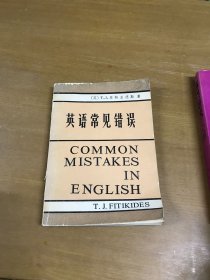 英语常见错误
COMMON
MISTAKES
IN
ENGLISH
T. J. FITIKIDES